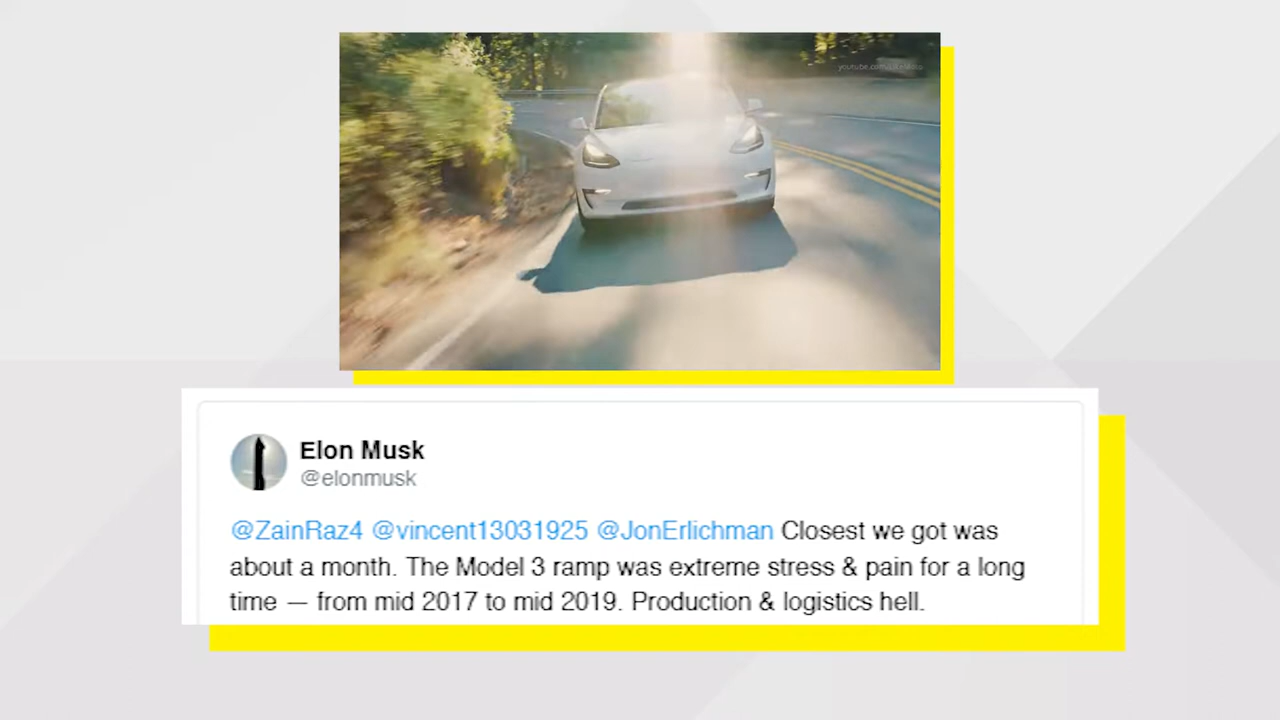 Elon Musk
@elonmusk
@ZainRaz4 @vincent13031925 @JonErlichman Closest we got was
about a month. The Model 3 ramp was extreme stress & pain for a long
time — from mid 2017 to mid 2019. Production & logistics hell.